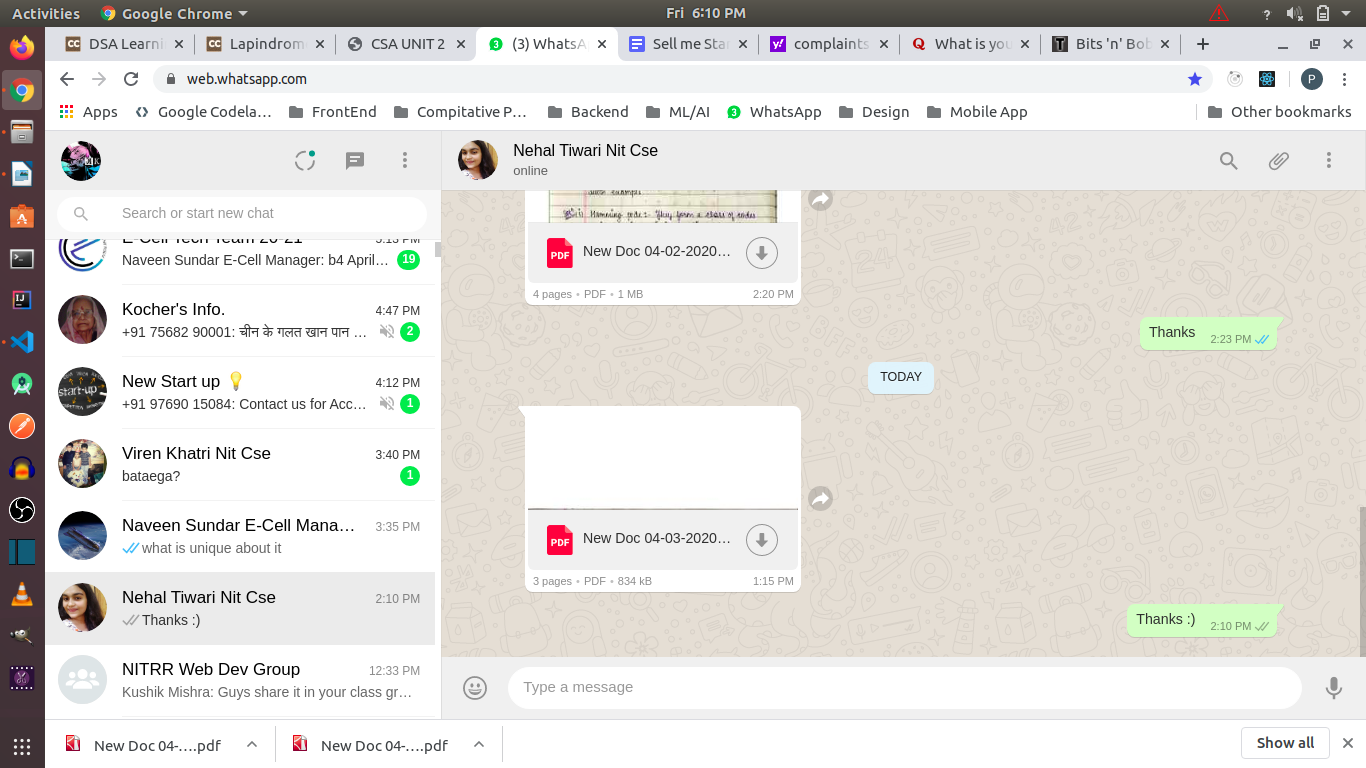 Activities
Google Chrome
Fri 6:10 PM
DSA Learni
Lapindrom
CSA UNIT 2
(3) WhatsA
Sell me Sta
complaints
What is you
Bits 'n' Bob
web.whatsapp.com
P
Apps
Google Codela…
FrontEnd
Compitative P…
Backend
ML/AI
WhatsApp
Design
Mobile App
Other bookmarks
Search or start new chat
E-Cell Tech Team 20-21 3:13 PM
Naveen Sundar E-Cell Manager: b4 April… 19
Kocher's Info. 4:47 PM
+91 75682 90001: चीन के गलत खान पान … 2
New Start up 💡 4:12 PM
+91 97690 15084: Contact us for Acc… 1
Viren Khatri Nit Cse 3:40 PM
bataega? 1
Naveen Sundar E-Cell Mana… 3:35 PM
what is unique about it
Nehal Tiwari Nit Cse 2:10 PM
Thanks :)
NITRR Web Dev Group 12:33 PM
Kushik Mishra: Guys share it in your class gr…
Nehal Tiwari Nit Cse
online
Hamming code :- They form a class of codes
PDF New Doc 04-02-2020…
4 pages • PDF • 1 MB 2:20 PM
Thanks 2:23 PM
TODAY
PDF New Doc 04-03-2020…
3 pages • PDF • 834 kB 1:15 PM
Thanks :) 2:10 PM
Type a message
New Doc 04-….pdf
New Doc 04-….pdf
Show all